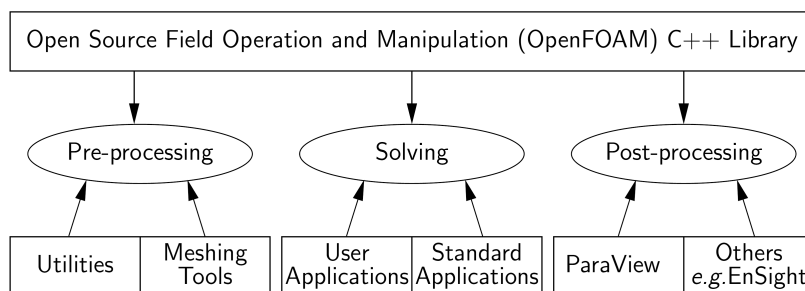 Open Source Field Operation and Manipulation (OpenFOAM) C++ Library
Pre-processing
Solving
Post-processing
Utilities
Meshing
Tools
User
Applications
Standard
Applications
ParaView
Others
e.g.EnSight